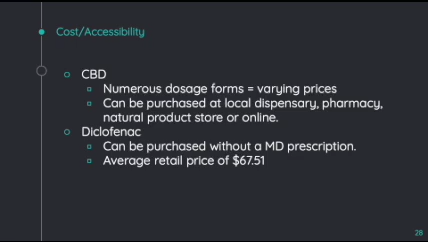 Cost/Accessibility
CBD
Numerous dosage forms = varying prices
Can be purchased at local dispensary, pharmacy,
natural product store or online.
Diclofenac
Can be purchased without a MD prescription.
Average retail price of $67.51
28